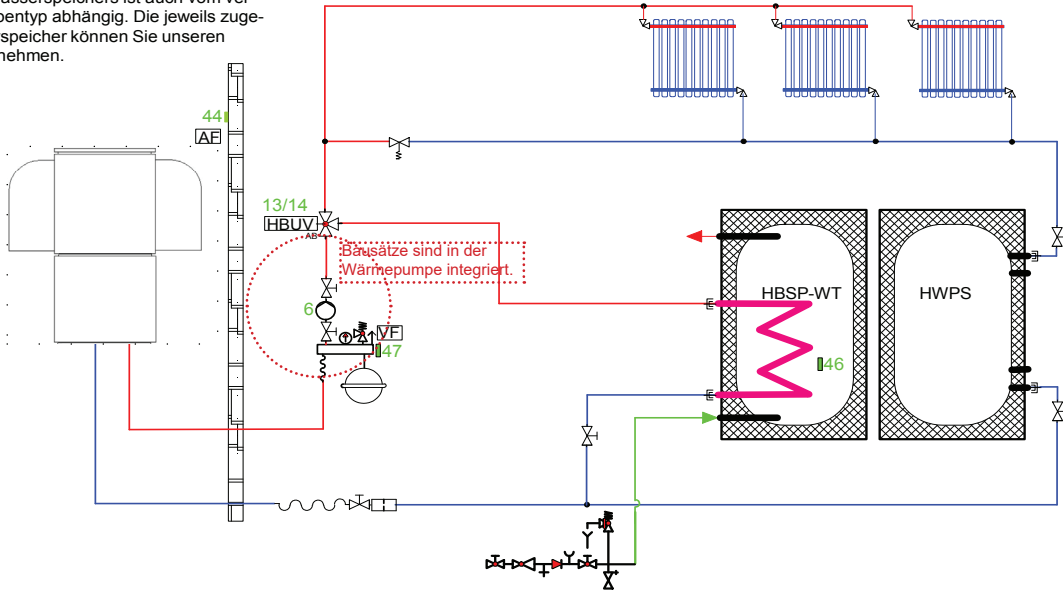 pentyp abhängig. Die jeweils zuge-
rspeicher können Sie unseren
nehmen.
44
AF
13/14
HBUV
AB
Bausätze sind in der
Wärmepumpe integriert.
6
VF
47
HBSP-WT
HWPS
46